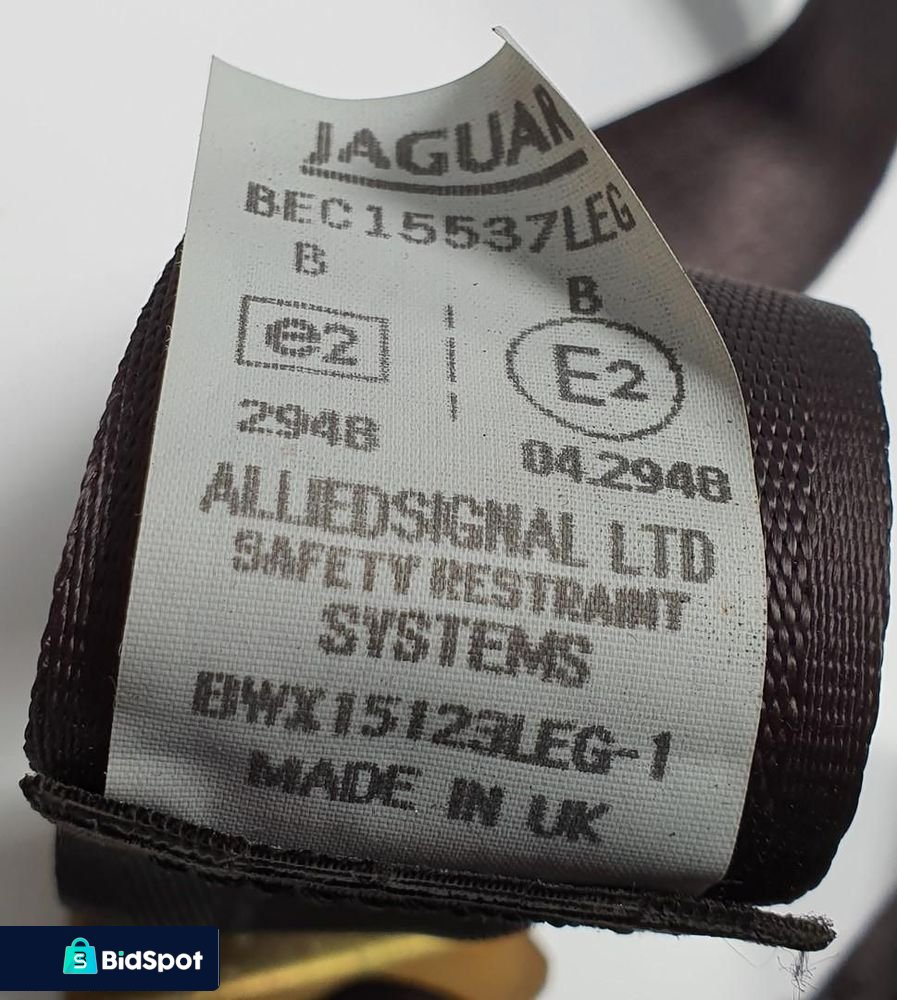 JAGUAR
BEC15537LEG
B
B
e2
E2
2948
04.2948
ALLIEDSIGNAL LTD
SAFETY RESTRAINT
SYSTEMS
BWX15123LEG-1
MADE IN UK
S BidSpot